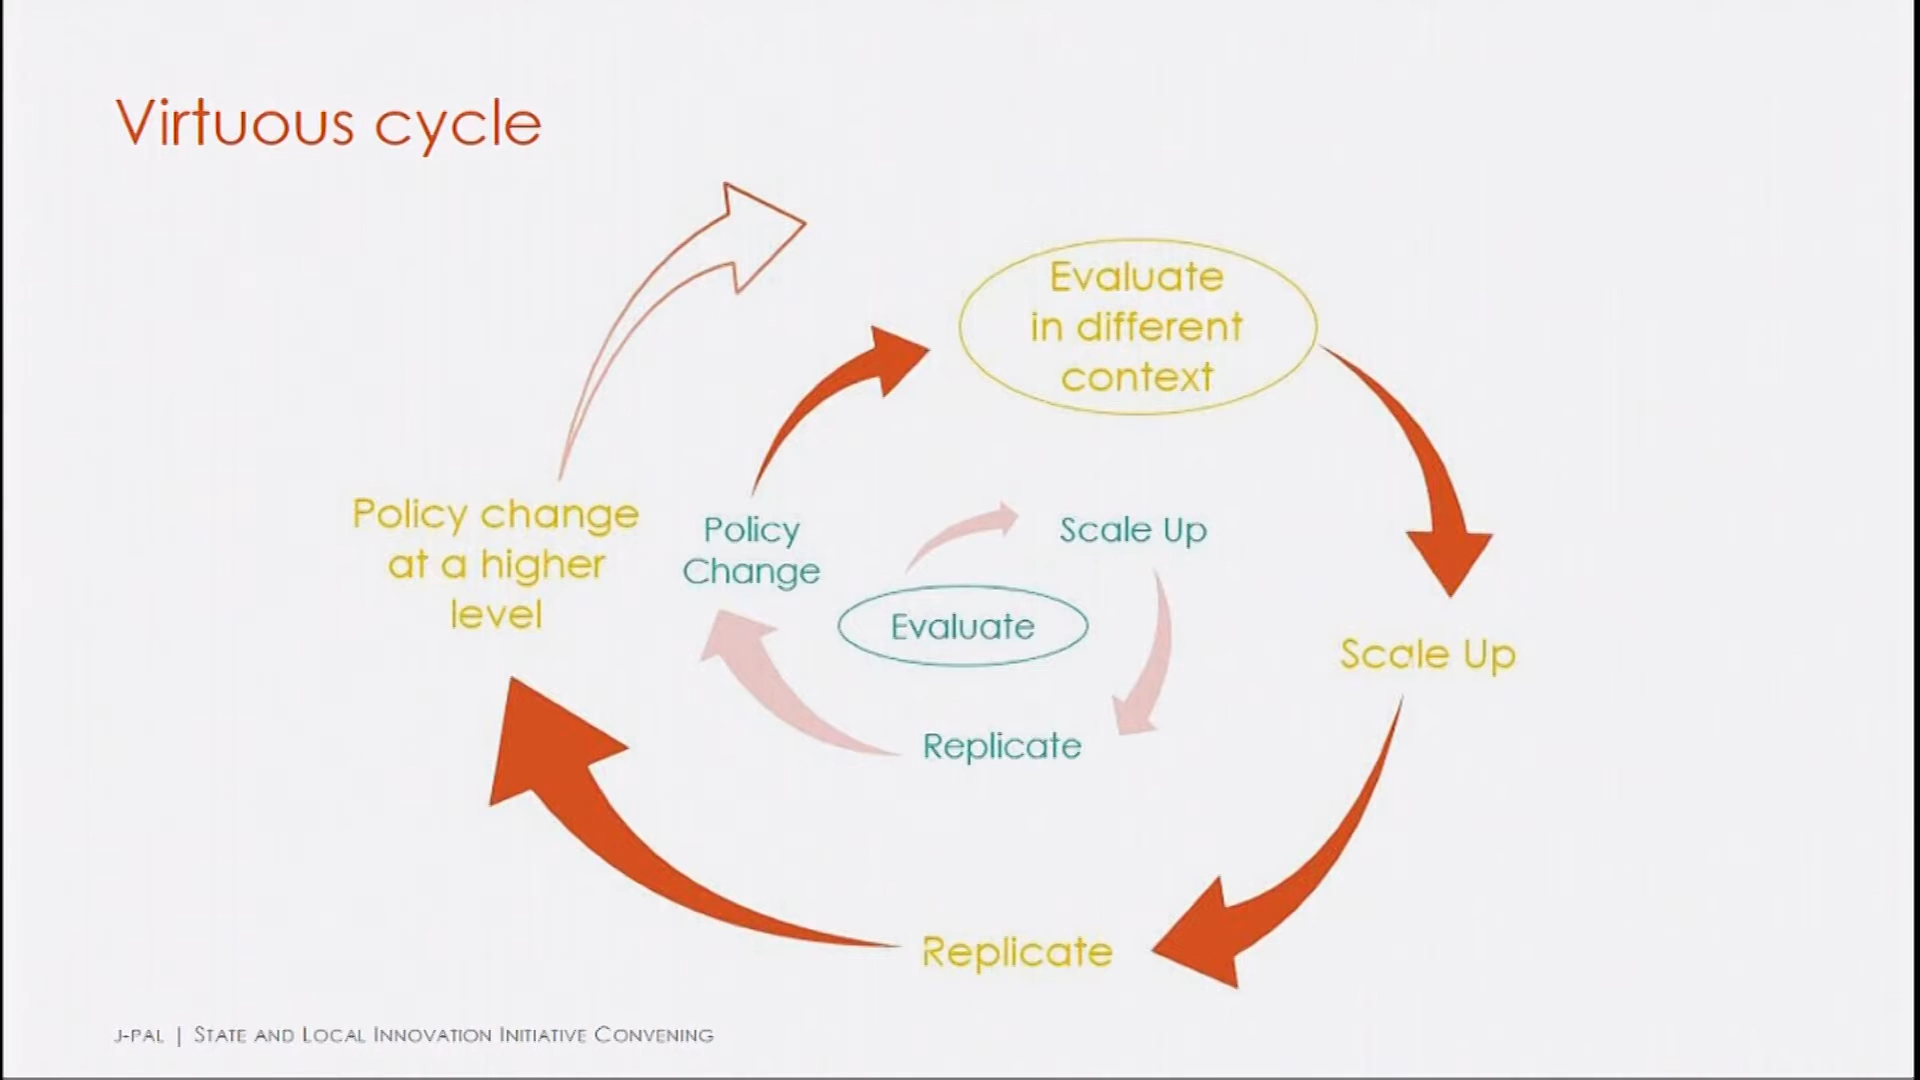 Virtuous cycle
Evaluate
in different
context
Policy change
at a higher
level
Policy
Change
Scale Up
Evaluate
Scale Up
Replicate
Replicate
J-PAL | STATE AND LOCAL INNOVATION INITIATIVE CONVENING